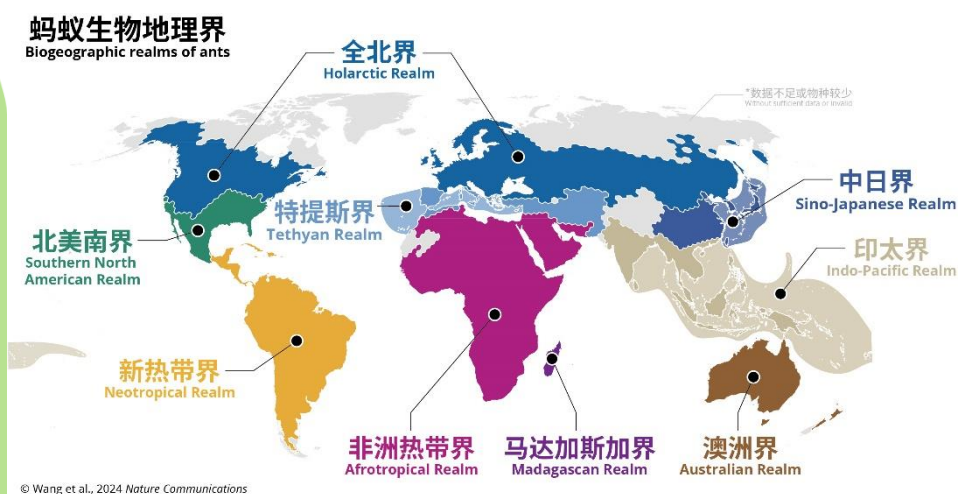 蚂蚁生物地理界
Biogeographic realms of ants
全北界
Holarctic Realm
*数据不足或物种较少
Without sufficient data or invalid
中日界
Sino-Japanese Realm
特提斯界
Tethyan Realm
北美南界
Southern North
American Realm
印太界
Indo-Pacific Realm
新热带界
Neotropical Realm
非洲热带界
Afrotropical Realm
马达加斯加界
Madagascan Realm
澳洲界
Australian Realm
© Wang et al., 2024 Nature Communications